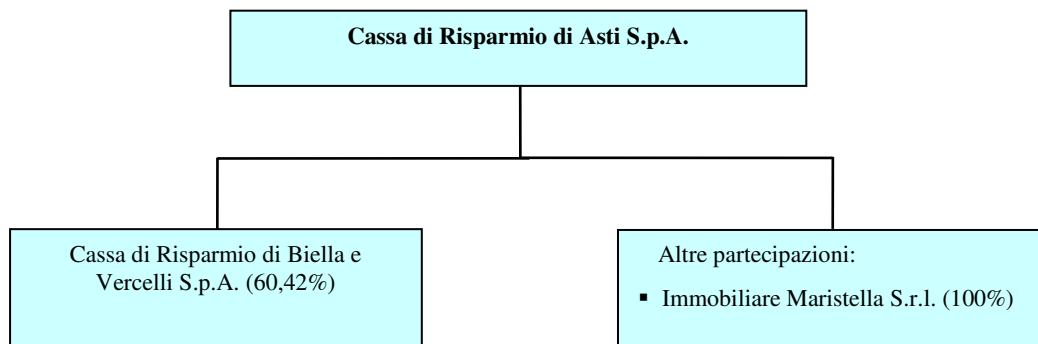 Cassa di Risparmio di Asti S.p.A.
Cassa di Risparmio di Biella e
Vercelli S.p.A. (60,42%)
Altre partecipazioni:
▪ Immobiliare Maristella S.r.l. (100%)